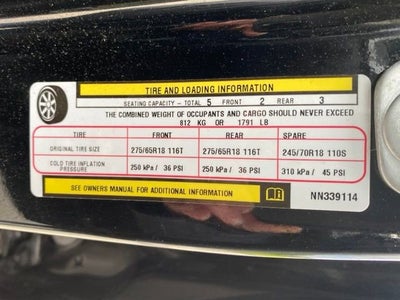 TIRE AND LOADING INFORMATION
SEATING CAPACITY - TOTAL 5 FRONT 2 REAR 3
THE COMBINED WEIGHT OF OCCUPANTS AND CARGO SHOULD NEVER EXCEED
812 KG OR 1791 LB
TIRE FRONT REAR SPARE
ORIGINAL TIRE SIZE 275/65R18 116T 275/65R18 116T 245/70R18 110S
COLD TIRE INFLATION PRESSURE 250 kPa / 36 PSI 250 kPa / 36 PSI 310 kPa / 45 PSI
SEE OWNERS MANUAL FOR ADDITIONAL INFORMATION NN339114